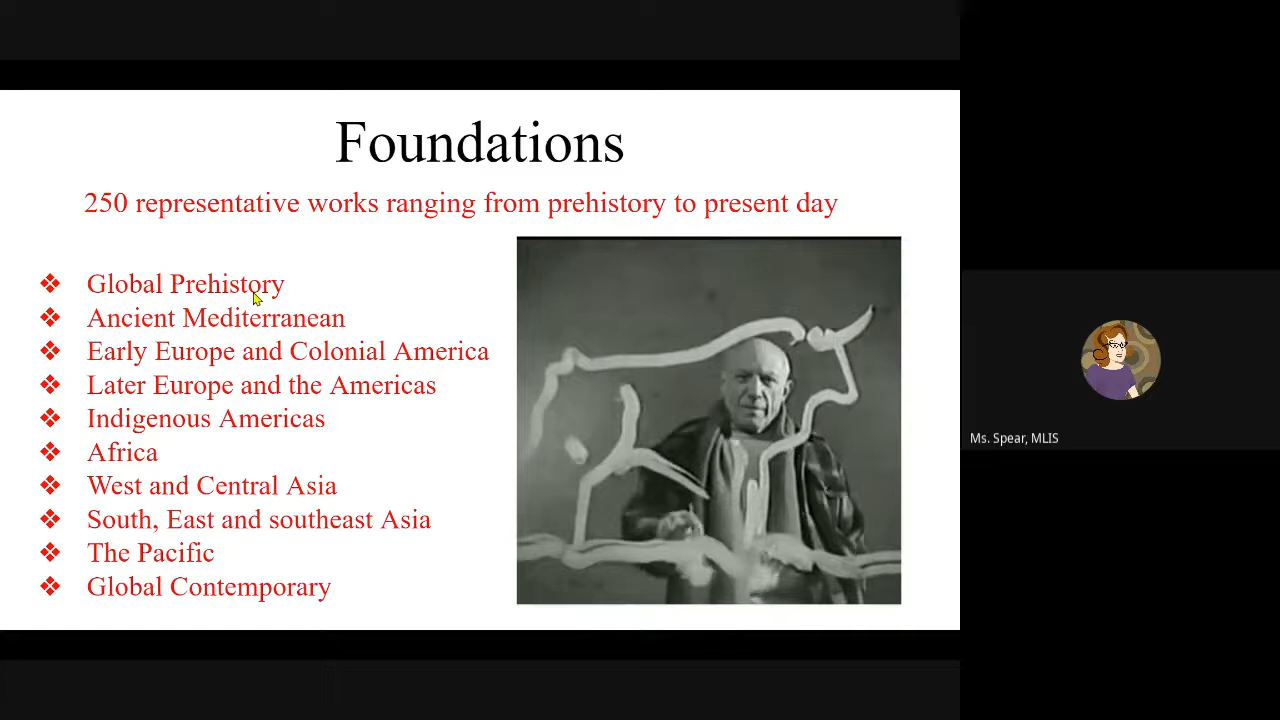 Foundations
250 representative works ranging from prehistory to present day
❖ Global Prehistory
❖ Ancient Mediterranean
❖ Early Europe and Colonial America
❖ Later Europe and the Americas
❖ Indigenous Americas
❖ Africa
❖ West and Central Asia
❖ South, East and southeast Asia
❖ The Pacific
❖ Global Contemporary
Ms. Spear, MLIS